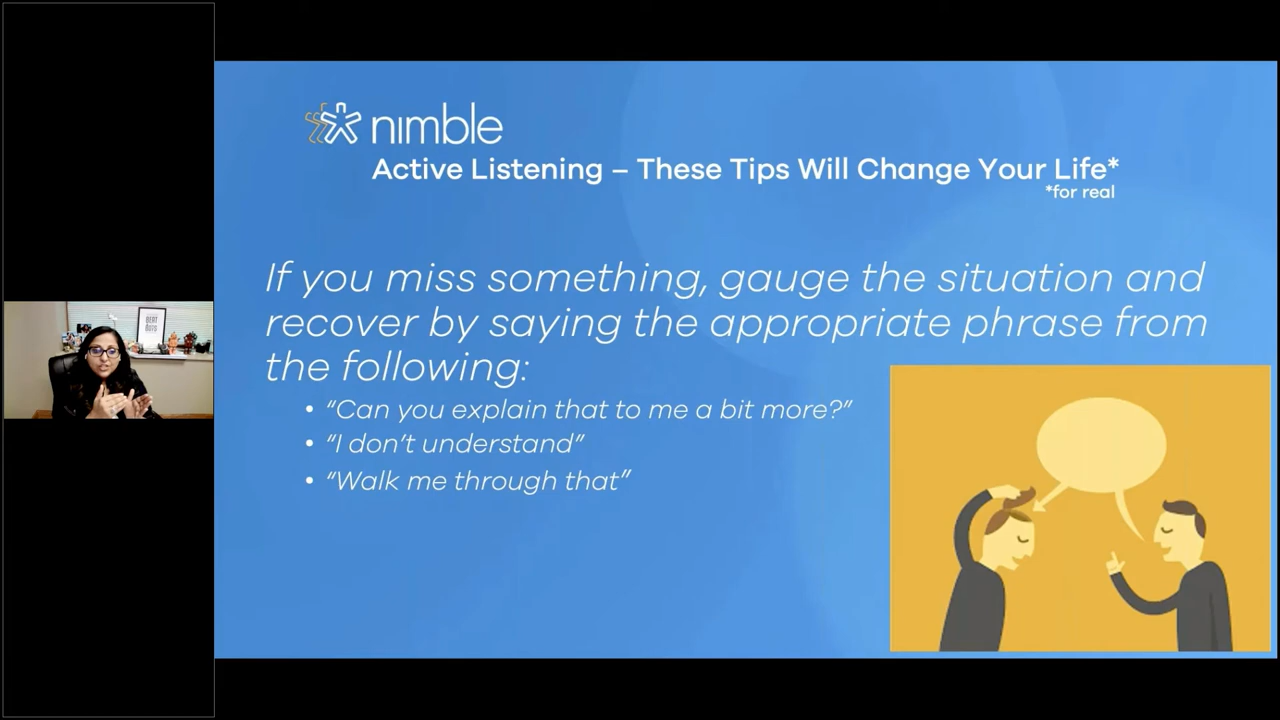 nimble
Active Listening – These Tips Will Change Your Life*
*for real
If you miss something, gauge the situation and
recover by saying the appropriate phrase from
the following:
• “Can you explain that to me a bit more?”
• “I don’t understand”
• “Walk me through that”